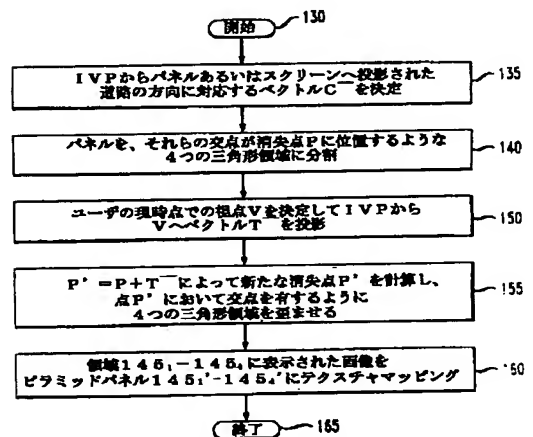 開始
130
IVPからパネルあるいはスクリーンへ投影された
道路の方向に対応するベクトルC‾を決定
135
パネルを、それらの交点が消失点Pに位置するような
4つの三角形領域に分割
140
ユーザの現時点での視点Vを決定してIVPから
VへベクトルT‾を投影
150
P'=P+T‾によって新たな消失点P'を計算し、
点P'において交点を有するように
4つの三角形領域を歪ませる
155
領域145₁-145₄に表示された画像を
ピラミッドパネル145₁'-145₄'にテクスチャマッピング
160
終了
165